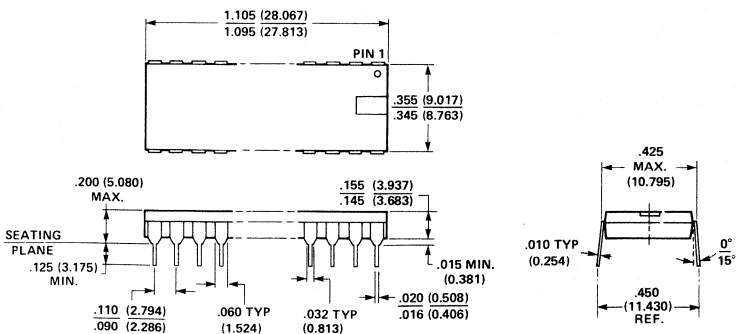 1.105 (28.067)
1.095 (27.813)
PIN 1
.355 (9.017)
.345 (8.763)
.425
MAX.
(10.795)
.200 (5.080)
MAX.
.155 (3.937)
.145 (3.683)
SEATING
PLANE
.125 (3.175)
MIN.
.015 MIN.
(0.381)
.010 TYP
(0.254)
0°
15°
.110 (2.794)
.090 (2.286)
.060 TYP
(1.524)
.032 TYP
(0.813)
.020 (0.508)
.016 (0.406)
.450
(11.430)
REF.